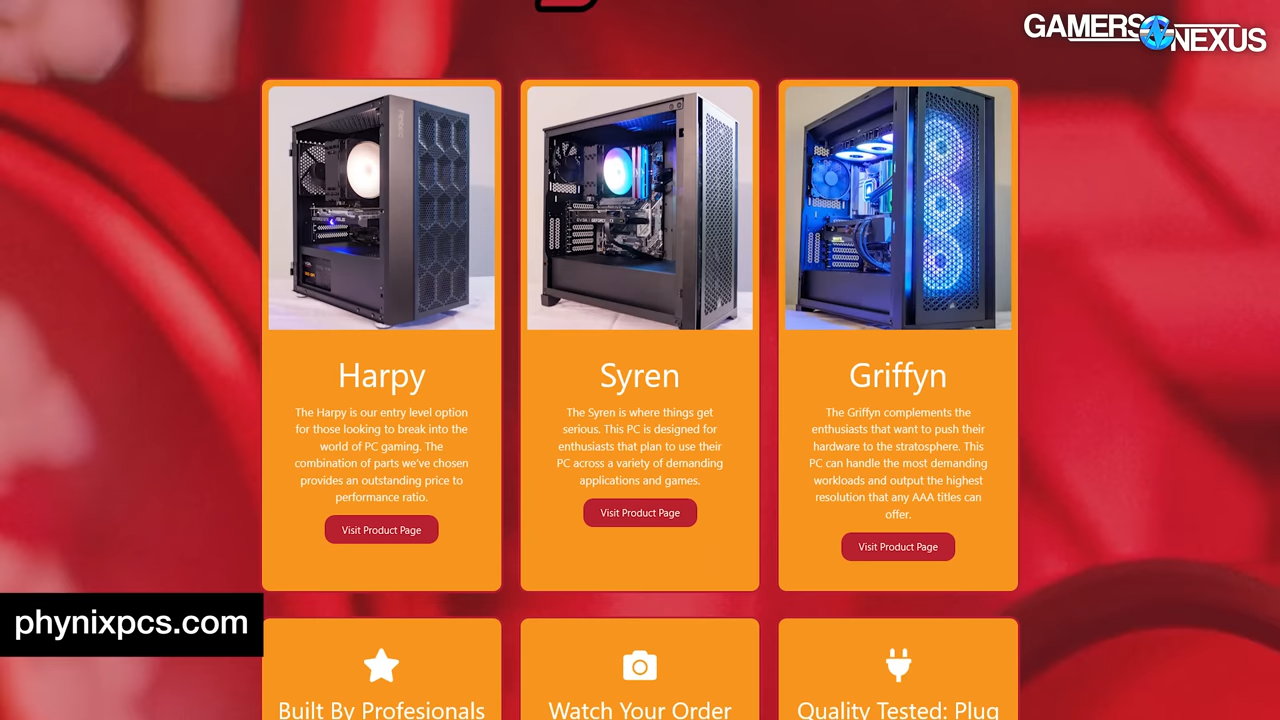 GAMERS NEXUS
Harpy
The Harpy is our entry level option
for those looking to break into the
world of PC gaming. The
combination of parts we've chosen
provides an outstanding price to
performance ratio.
Visit Product Page
Syren
The Syren is where things get
serious. This PC is designed for
enthusiasts that plan to use their
PC across a variety of demanding
applications and games.
Visit Product Page
Griffyn
The Griffyn complements the
enthusiasts that want to push their
hardware to the stratosphere. This
PC can handle the most demanding
workloads and output the highest
resolution that any AAA titles can
offer.
Visit Product Page
phynixpcs.com
Built By Profesionals
Watch Your Order
Quality Tested: Plug